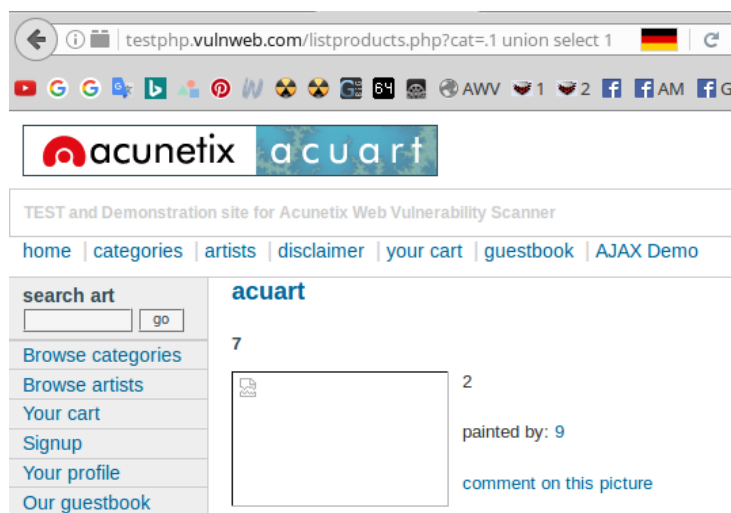 testphp.vulnweb.com/listproducts.php?cat=.1 union select 1
G G 64 AWV 1 2 f f AM f G
acunetix acuart
TEST and Demonstration site for Acunetix Web Vulnerability Scanner
home | categories | artists | disclaimer | your cart | guestbook | AJAX Demo
search art
go
Browse categories
Browse artists
Your cart
Signup
Your profile
Our guestbook
acuart
7
2
painted by: 9
comment on this picture